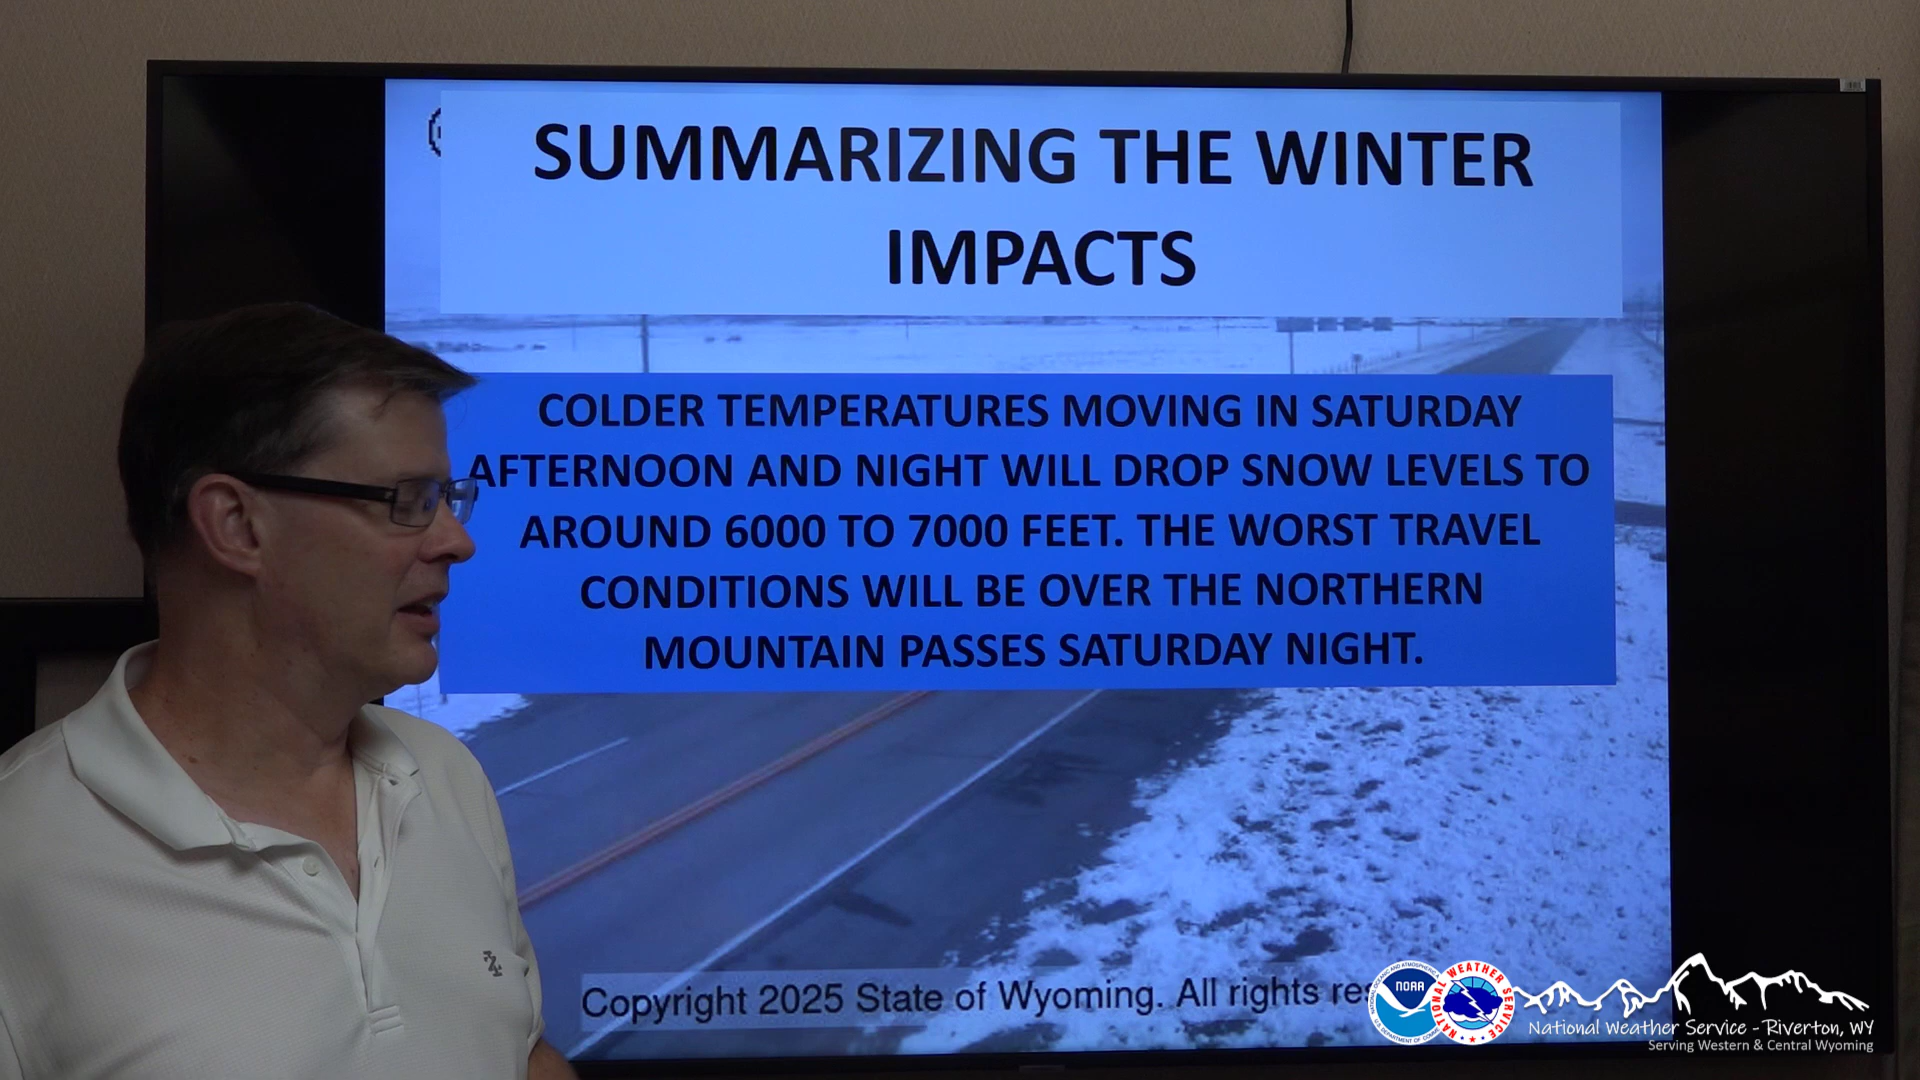 SUMMARIZING THE WINTER
IMPACTS
COLDER TEMPERATURES MOVING IN SATURDAY
AFTERNOON AND NIGHT WILL DROP SNOW LEVELS TO
AROUND 6000 TO 7000 FEET. THE WORST TRAVEL
CONDITIONS WILL BE OVER THE NORTHERN
MOUNTAIN PASSES SATURDAY NIGHT.
Copyright 2025 State of Wyoming. All rights res
NOAA
NATIONAL WEATHER SERVICE
National Weather Service - Riverton, WY
Serving Western & Central Wyoming